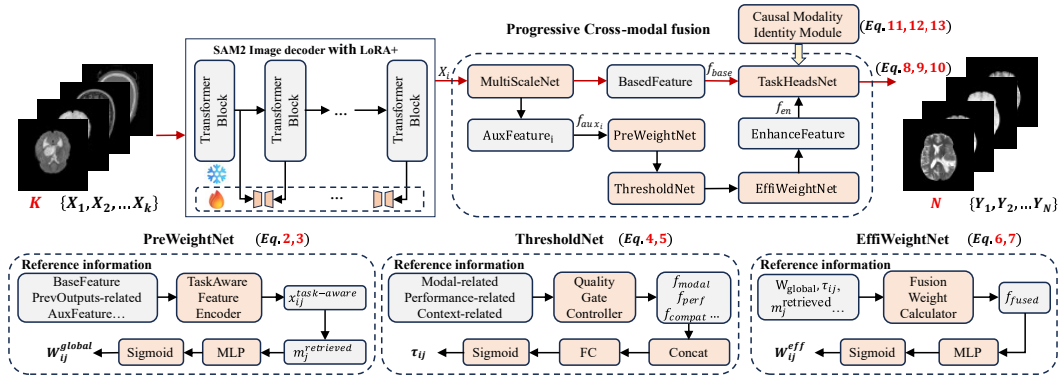 Progressive Cross-modal fusion
Causal Modality
Identity Module
(Eq.11,12,13)
SAM2 Image decoder with LoRA+
Transformer
Block
Transformer
Block
...
Transformer
Block
...
X_i
MultiScaleNet
BasedFeature
f_base
TaskHeadsNet
(Eq.8,9,10)
AuxFeature_i
f_aux_i
PreWeightNet
f_en
EnhanceFeature
ThresholdNet
EffiWeightNet
K {X_1, X_2, ...X_k}
N {Y_1, Y_2, ...Y_N}
PreWeightNet (Eq.2,3)
Reference information
BaseFeature
PrevOutputs-related
AuxFeature...
TaskAware
Feature
Encoder
x_ij^task-aware
m_j^retrieved
MLP
Sigmoid
W_ij^global
ThresholdNet (Eq.4,5)
Reference information
Modal-related
Performance-related
Context-related
Quality
Gate
Controller
f_modal
f_perf
f_compat ...
Concat
FC
Sigmoid
τ_ij
EffiWeightNet (Eq.6,7)
Reference information
W_global, τ_ij,
m_j^retrieved ...
Fusion
Weight
Calculator
f_fused
MLP
Sigmoid
W_ij^eff